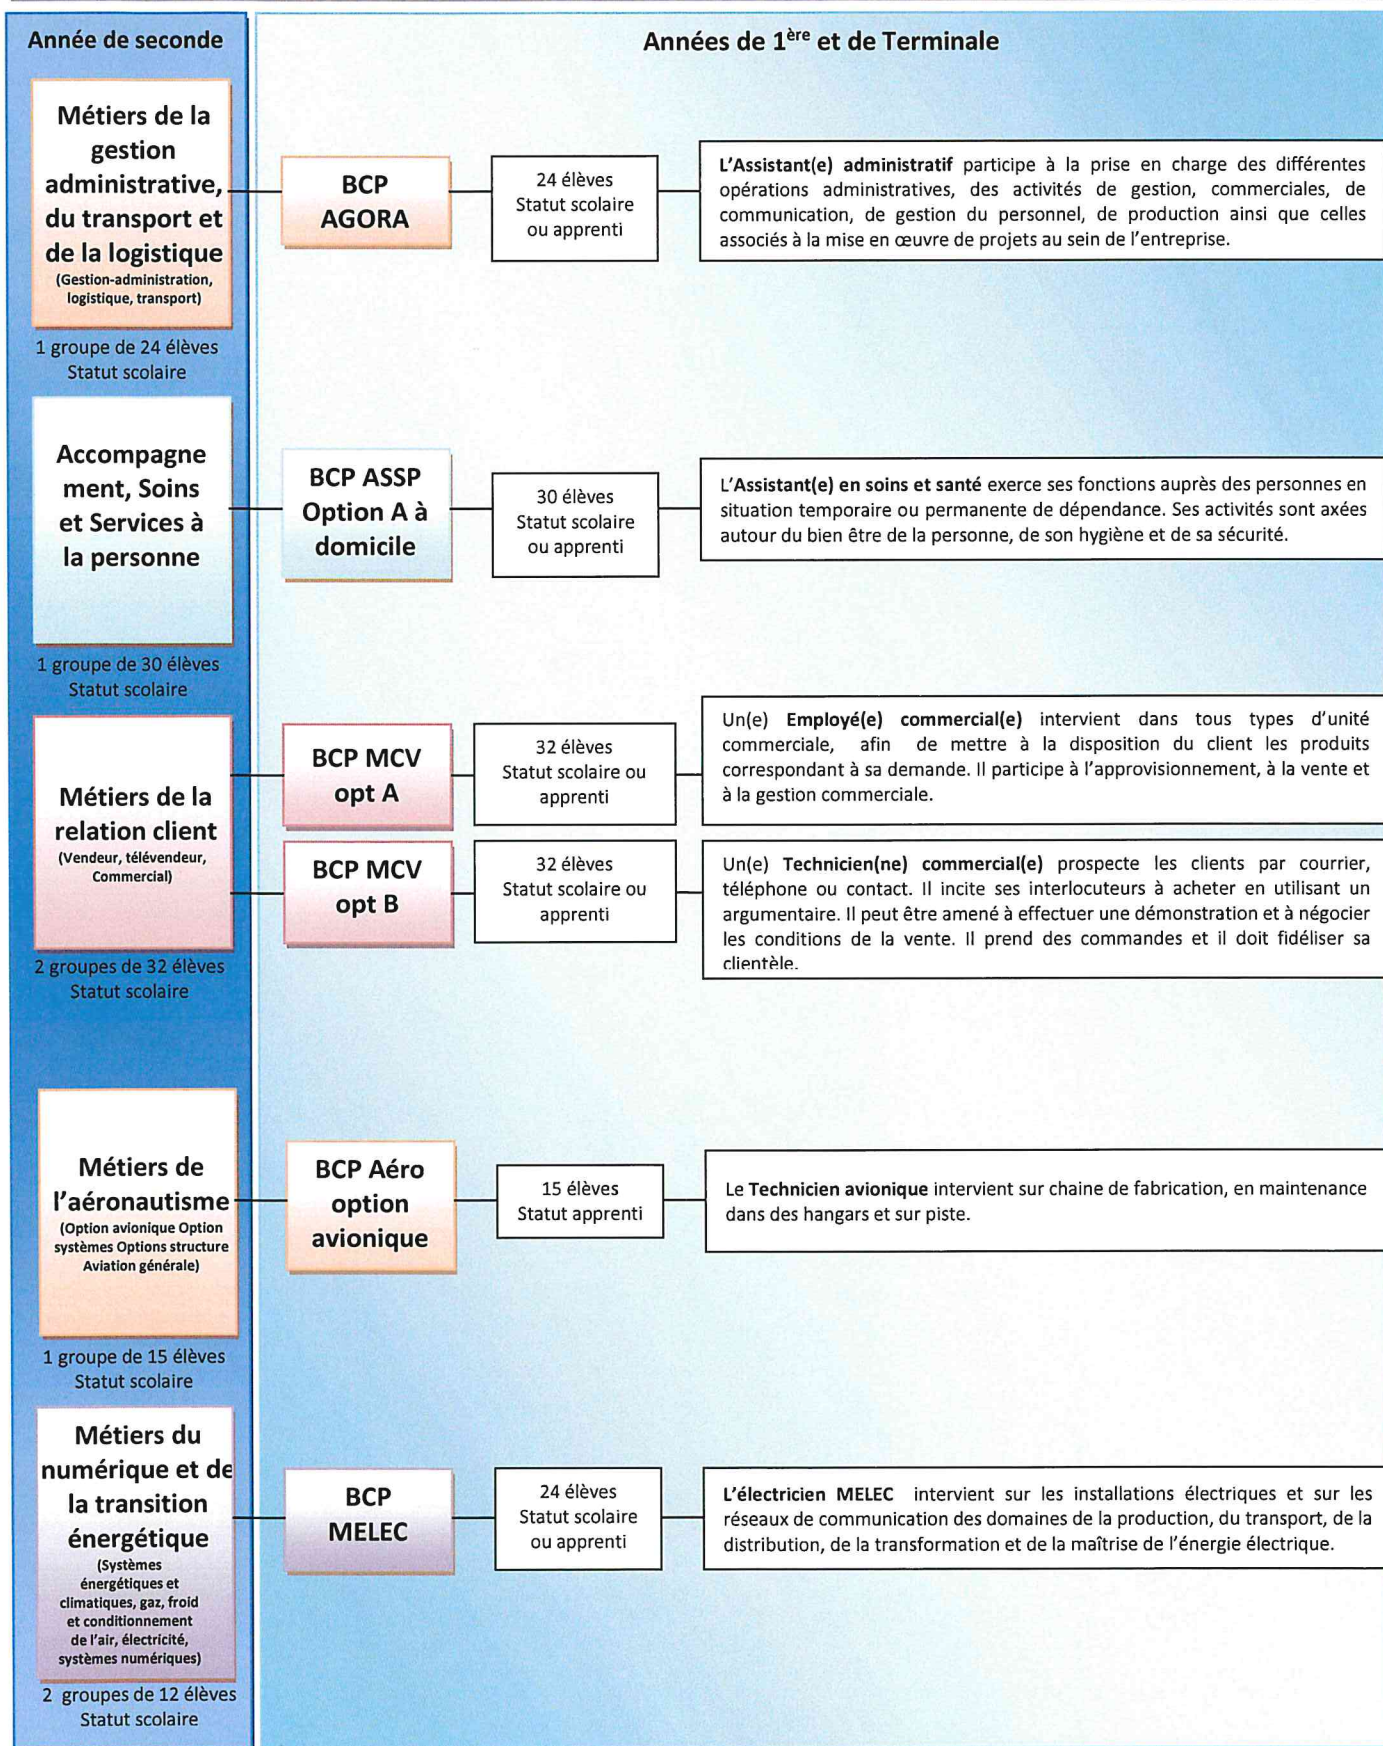 Année de seconde
Années de 1ère et de Terminale
Métiers de la
gestion
administrative,
du transport et
de la logistique
(Gestion-administration,
logistique, transport)
1 groupe de 24 élèves
Statut scolaire
BCP
AGORA
24 élèves
Statut scolaire
ou apprenti
L'Assistant(e) administratif participe à la prise en charge des différentes
opérations administratives, des activités de gestion, commerciales, de
communication, de gestion du personnel, de production ainsi que celles
associés à la mise en œuvre de projets au sein de l'entreprise.
Accompagne
ment, Soins
et Services à
la personne
1 groupe de 30 élèves
Statut scolaire
BCP ASSP
Option A à
domicile
30 élèves
Statut scolaire
ou apprenti
L'Assistant(e) en soins et santé exerce ses fonctions auprès des personnes en
situation temporaire ou permanente de dépendance. Ses activités sont axées
autour du bien être de la personne, de son hygiène et de sa sécurité.
Métiers de la
relation client
(Vendeur, télévendeur,
Commercial)
2 groupes de 32 élèves
Statut scolaire
BCP MCV
opt A
32 élèves
Statut scolaire ou
apprenti
Un(e) Employé(e) commercial(e) intervient dans tous types d'unité
commerciale, afin de mettre à la disposition du client les produits
correspondant à sa demande. Il participe à l'approvisionnement, à la vente et
à la gestion commerciale.
BCP MCV
opt B
32 élèves
Statut scolaire ou
apprenti
Un(e) Technicien(ne) commercial(e) prospecte les clients par courrier,
téléphone ou contact. Il incite ses interlocuteurs à acheter en utilisant un
argumentaire. Il peut être amené à effectuer une démonstration et à négocier
les conditions de la vente. Il prend des commandes et il doit fidéliser sa
clientèle.
Métiers de
l'aéronautisme
(Option avionique Option
systèmes Options structure
Aviation générale)
1 groupe de 15 élèves
Statut scolaire
BCP Aéro
option
avionique
15 élèves
Statut apprenti
Le Technicien avionique intervient sur chaine de fabrication, en maintenance
dans des hangars et sur piste.
Métiers du
numérique et de
la transition
énergétique
(Systèmes
énergétiques et
climatiques, gaz, froid
et conditionnement
de l'air, électricité,
systèmes numériques)
2 groupes de 12 élèves
Statut scolaire
BCP
MELEC
24 élèves
Statut scolaire
ou apprenti
L'électricien MELEC intervient sur les installations électriques et sur les
réseaux de communication des domaines de la production, du transport, de la
distribution, de la transformation et de la maîtrise de l'énergie électrique.